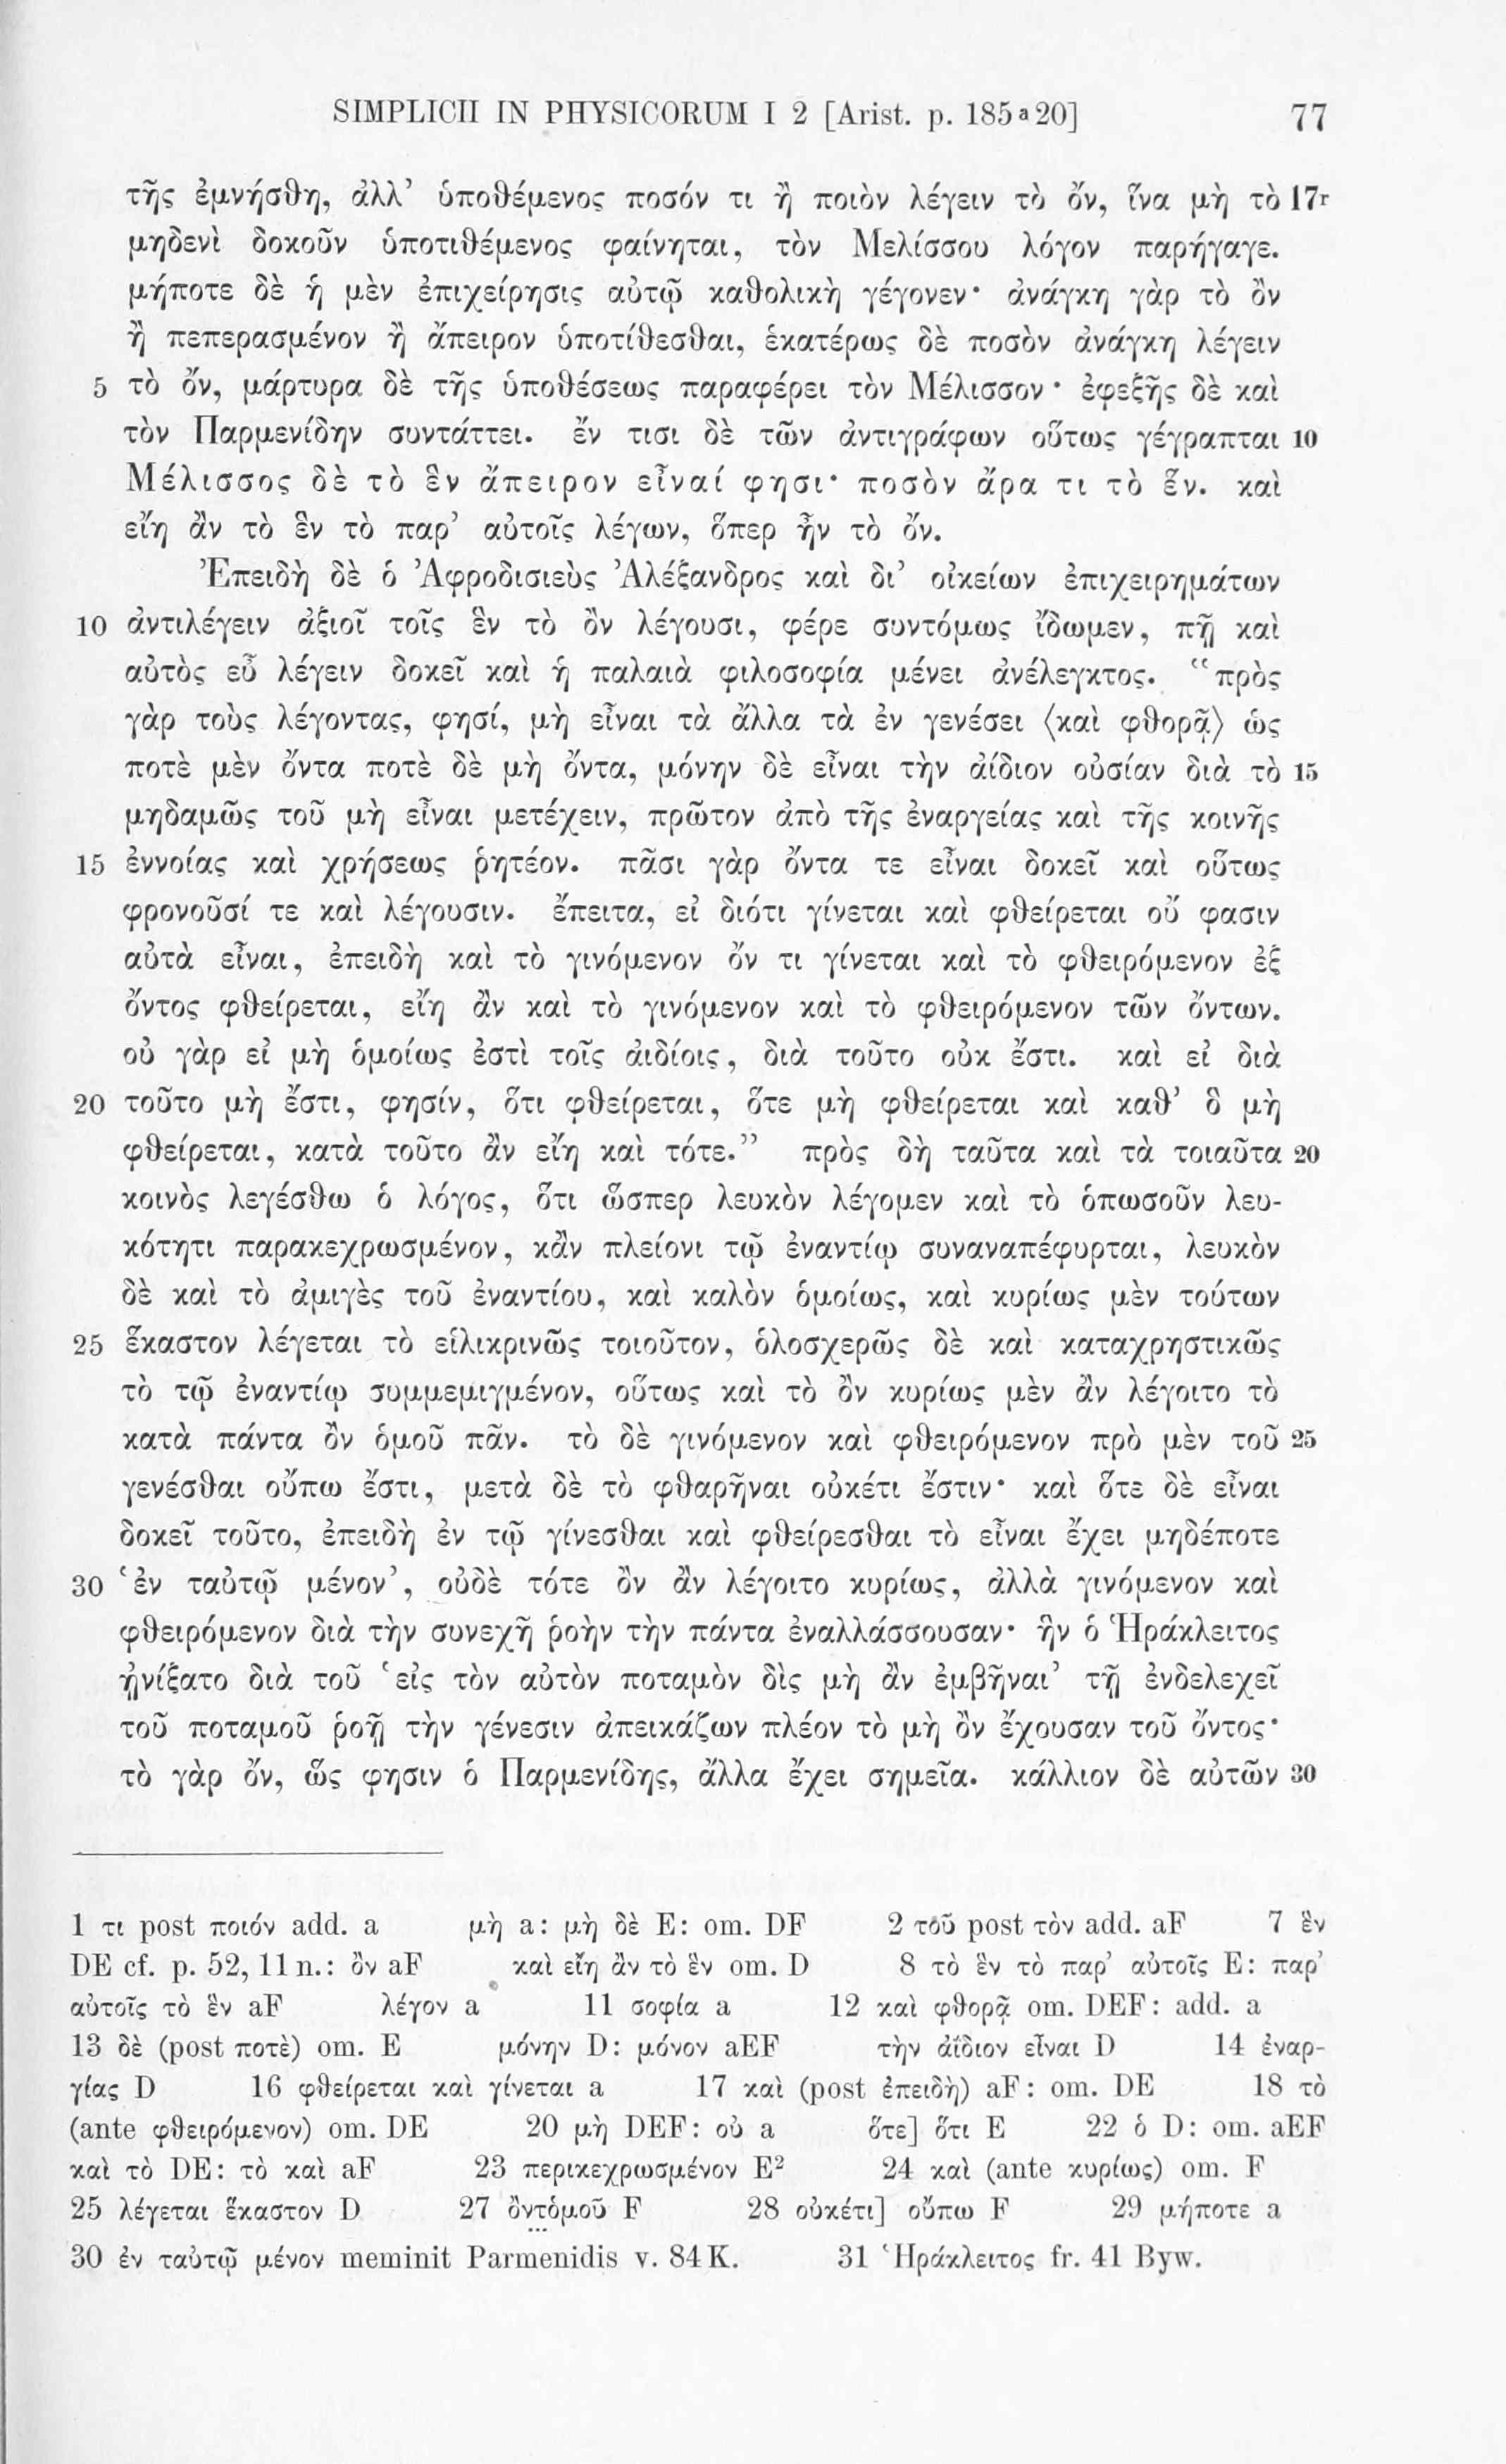 SIMPLICII IN PHYSICORUM I 2 [Arist. p. 185ᵃ20] 77
τῆς ἐμνήσθη, ἀλλ’ ὑποθέμενος ποσόν τι ἢ ποιὸν λέγειν τὸ ὄν, ἵνα μὴ τὸ 17ʳ
μηδενὶ δοκοῦν ὑποτιθέμενος φαίνηται, τὸν Μελίσσου λόγον παρήγαγε.
μήποτε δὲ ἡ μὲν ἐπιχείρησις αὐτῷ καθολικὴ γέγονεν· ἀνάγκη γὰρ τὸ ὂν
ἢ πεπερασμένον ἢ ἄπειρον ὑποτίθεσθαι, ἑκατέρως δὲ ποσὸν ἀνάγκη λέγειν
5 τὸ ὄν, μάρτυρα δὲ τῆς ὑποθέσεως παραφέρει τὸν Μέλισσον· ἐφεξῆς δὲ καὶ
τὸν Παρμενίδην συντάττει. ἔν τισι δὲ τῶν ἀντιγράφων οὕτως γέγραπται 10
Μέλισσος δὲ τὸ ἓν ἄπειρον εἶναί φησι· ποσὸν ἄρα τι τὸ ἕν. καὶ
εἴη ἂν τὸ ἓν τὸ παρ’ αὐτοῖς λέγων, ὅπερ ἦν τὸ ὄν.
Ἐπειδὴ δὲ ὁ Ἀφροδισιεὺς Ἀλέξανδρος καὶ δι’ οἰκείων ἐπιχειρημάτων
10 ἀντιλέγειν ἀξιοῖ τοῖς ἓν τὸ ὂν λέγουσι, φέρε συντόμως ἴδωμεν, πῇ καὶ
αὐτὸς εὖ λέγειν δοκεῖ καὶ ἡ παλαιὰ φιλοσοφία μένει ἀνέλεγκτος. “πρὸς
γὰρ τοὺς λέγοντας, φησί, μὴ εἶναι τὰ ἄλλα τὰ ἐν γενέσει ⟨καὶ φθορᾷ⟩ ὡς
ποτὲ μὲν ὄντα ποτὲ δὲ μὴ ὄντα, μόνην δὲ εἶναι τὴν ἀίδιον οὐσίαν διὰ τὸ 15
μηδαμῶς τοῦ μὴ εἶναι μετέχειν, πρῶτον ἀπὸ τῆς ἐναργείας καὶ τῆς κοινῆς
15 ἐννοίας καὶ χρήσεως ῥητέον. πᾶσι γὰρ ὄντα τε εἶναι δοκεῖ καὶ οὕτως
φρονοῦσί τε καὶ λέγουσιν. ἔπειτα, εἰ διότι γίνεται καὶ φθείρεται οὔ φασιν
αὐτὰ εἶναι, ἐπειδὴ καὶ τὸ γινόμενον ὄν τι γίνεται καὶ τὸ φθειρόμενον ἐξ
ὄντος φθείρεται, εἴη ἂν καὶ τὸ γινόμενον καὶ τὸ φθειρόμενον τῶν ὄντων.
οὐ γὰρ εἰ μὴ ὁμοίως ἐστὶ τοῖς ἀιδίοις, διὰ τοῦτο οὐκ ἔστι. καὶ εἰ διὰ
20 τοῦτο μὴ ἔστι, φησίν, ὅτι φθείρεται, ὅτε μὴ φθείρεται καὶ καθ’ ὃ μὴ
φθείρεται, κατὰ τοῦτο ἂν εἴη καὶ τότε.” πρὸς δὴ ταῦτα καὶ τὰ τοιαῦτα 20
κοινὸς λεγέσθω ὁ λόγος, ὅτι ὥσπερ λευκὸν λέγομεν καὶ τὸ ὁπωσοῦν λευ-
κότητι παρακεχρωσμένον, κἂν πλείονι τῷ ἐναντίῳ συναναπέφυρται, λευκὸν
δὲ καὶ τὸ ἀμιγὲς τοῦ ἐναντίου, καὶ καλὸν ὁμοίως, καὶ κυρίως μὲν τούτων
25 ἕκαστον λέγεται τὸ εἱλικρινῶς τοιοῦτον, ὁλοσχερῶς δὲ καὶ καταχρηστικῶς
τὸ τῷ ἐναντίῳ συμμεμιγμένον, οὕτως καὶ τὸ ὂν κυρίως μὲν ἂν λέγοιτο τὸ
κατὰ πάντα ὂν ὁμοῦ πᾶν. τὸ δὲ γινόμενον καὶ φθειρόμενον πρὸ μὲν τοῦ 25
γενέσθαι οὔπω ἔστι, μετὰ δὲ τὸ φθαρῆναι οὐκέτι ἔστιν· καὶ ὅτε δὲ εἶναι
δοκεῖ τοῦτο, ἐπειδὴ ἐν τῷ γίνεσθαι καὶ φθείρεσθαι τὸ εἶναι ἔχει μηδέποτε
30 ‘ἐν ταὐτῷ μένον’, οὐδὲ τότε ὂν ἂν λέγοιτο κυρίως, ἀλλὰ γινόμενον καὶ
φθειρόμενον διὰ τὴν συνεχῆ ῥοὴν τὴν πάντα ἐναλλάσσουσαν· ἣν ὁ Ἡράκλειτος
ᾐνίξατο διὰ τοῦ ‘εἰς τὸν αὐτὸν ποταμὸν δὶς μὴ ἂν ἐμβῆναι’ τῇ ἐνδελεχεῖ
τοῦ ποταμοῦ ῥοῇ τὴν γένεσιν ἀπεικάζων πλέον τὸ μὴ ὂν ἔχουσαν τοῦ ὄντος·
τὸ γὰρ ὄν, ὥς φησιν ὁ Παρμενίδης, ἄλλα ἔχει σημεῖα. κάλλιον δὲ αὐτῶν 30
1 τι post ποιόν add. a μὴ a: μὴ δὲ E: om. DF 2 τοῦ post τὸν add. aF 7 ἓν
DE cf. p. 52, 11 n.: ὂν aF καὶ εἴη ἂν τὸ ἓν om. D 8 τὸ ἓν τὸ παρ’ αὐτοῖς E: παρ’
αὐτοῖς τὸ ἓν aF λέγον a 11 σοφία a 12 καὶ φθορᾷ om. DEF: add. a
13 δὲ (post ποτὲ) om. E μόνην D: μόνον aEF τὴν ἀΐδιον εἶναι D 14 ἐναρ-
γίας D 16 φθείρεται καὶ γίνεται a 17 καὶ (post ἐπειδὴ) aF: om. DE 18 τὸ
(ante φθειρόμενον) om. DE 20 μὴ DEF: οὐ a ὅτε] ὅτι E 22 ὁ D: om. aEF
καὶ τὸ DE: τὸ καὶ aF 23 περικεχρωσμένον E² 24 καὶ (ante κυρίως) om. F
25 λέγεται ἕκαστον D 27 ὂντὁμοῦ F 28 οὐκέτι] οὔπω F 29 μήποτε a
30 ἐν ταὐτῷ μένον meminit Parmenidis v. 84 K. 31 Ἡράκλειτος fr. 41 Byw.